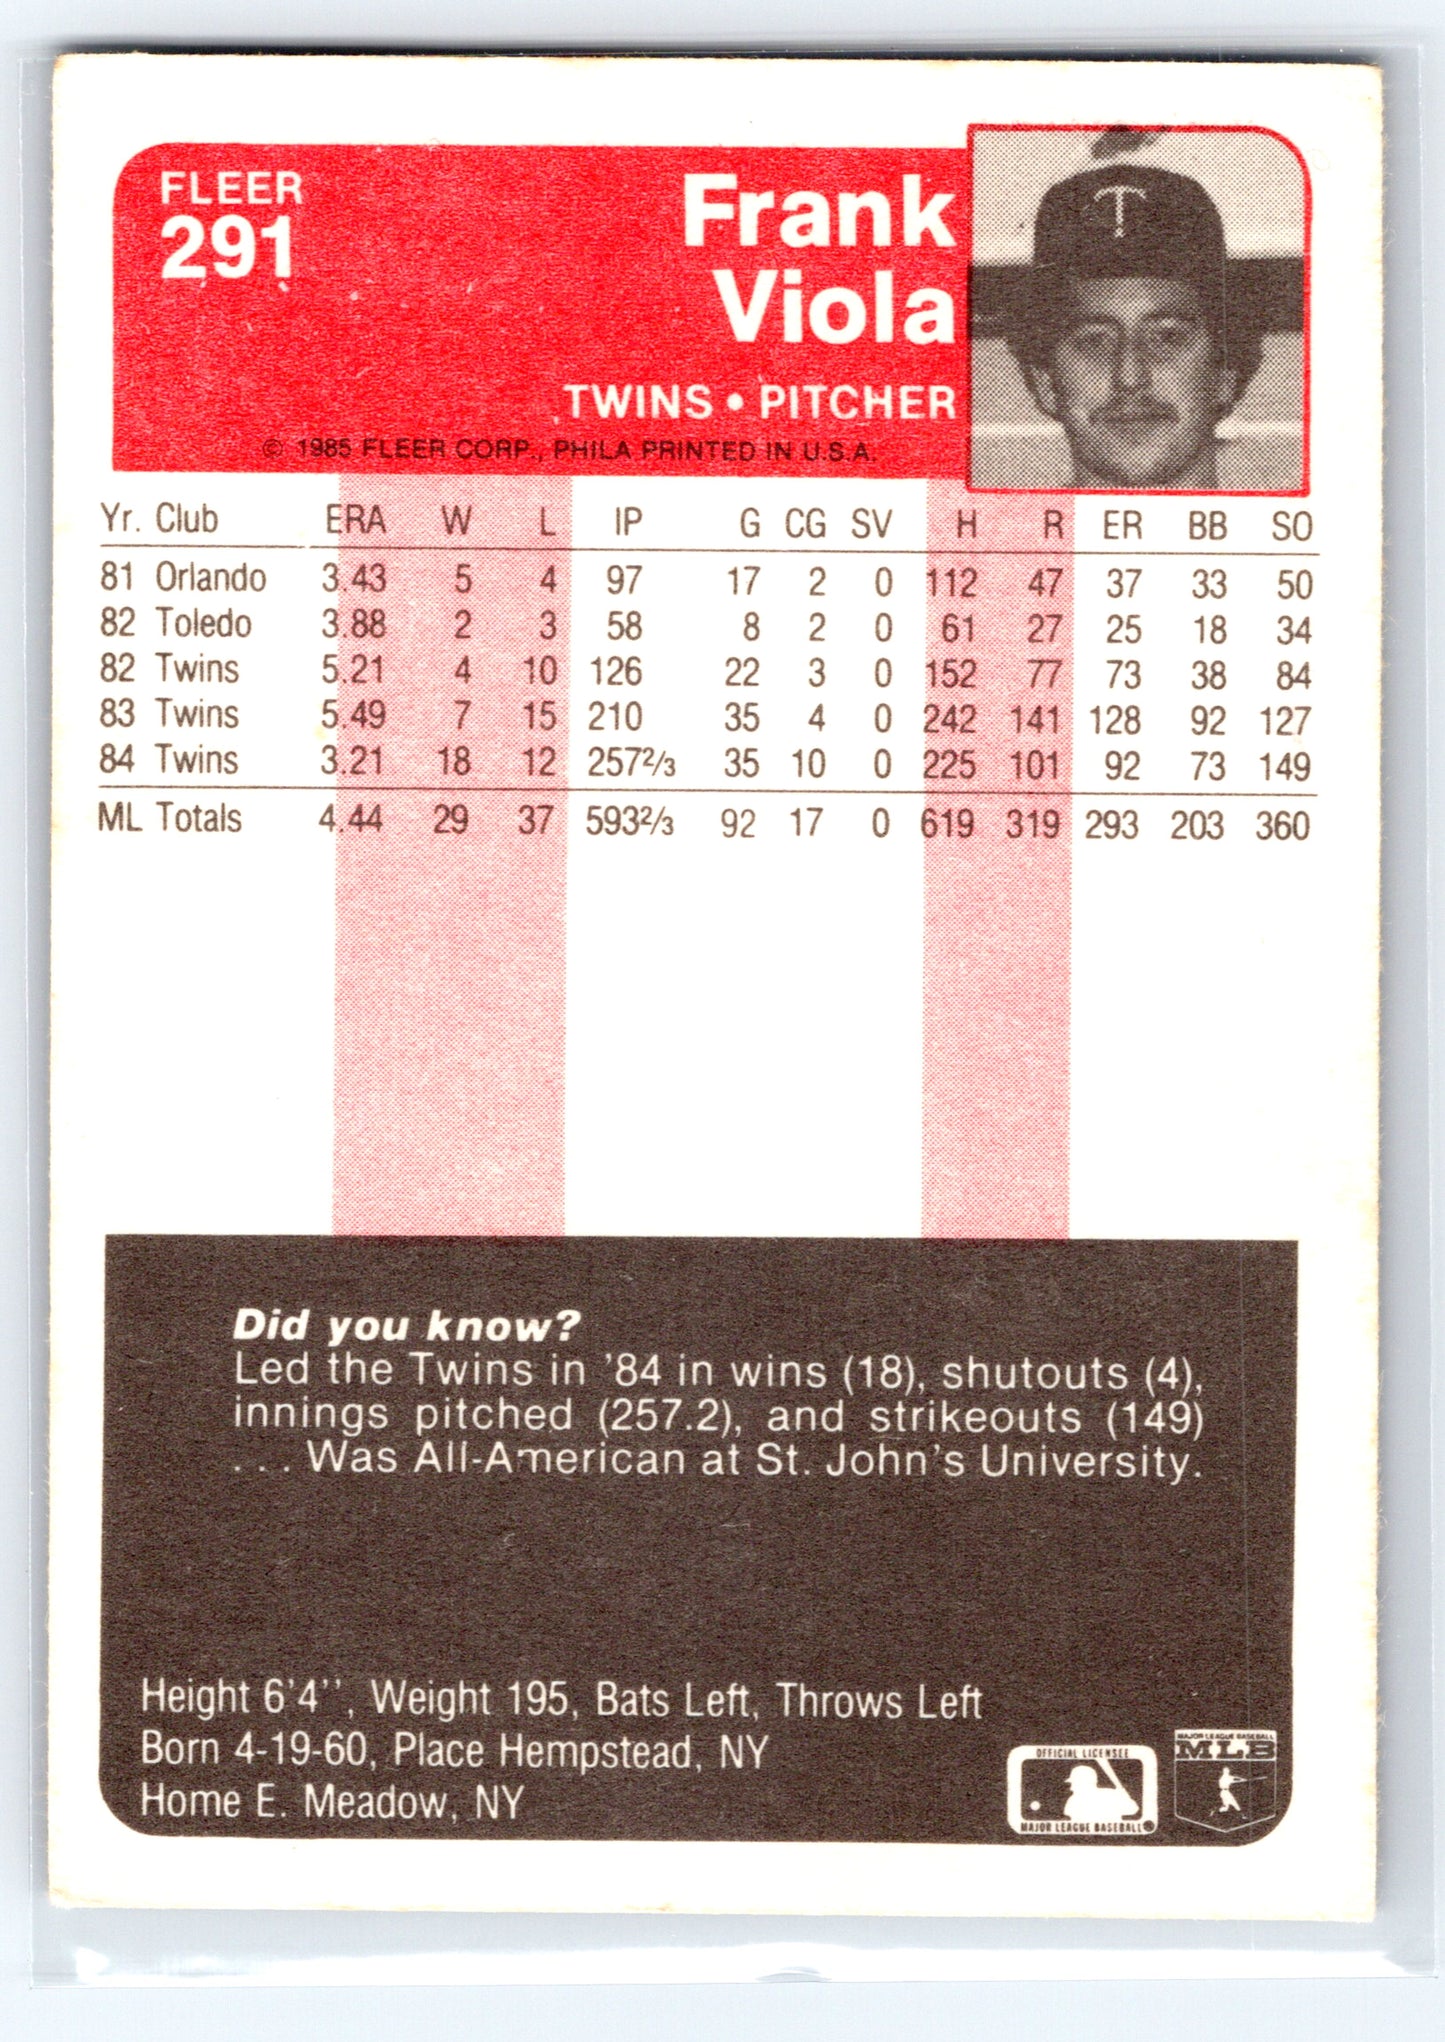 FLEER
291
Frank
Viola
TWINS • PITCHER
© 1985 FLEER CORP., PHILA PRINTED IN U.S.A.
Yr. Club ERA W L IP G CG SV H R ER BB SO
81 Orlando 3.43 5 4 97 17 2 0 112 47 37 33 50
82 Toledo 3.88 2 3 58 8 2 0 61 27 25 18 34
82 Twins 5.21 4 10 126 22 3 0 152 77 73 38 84
83 Twins 5.49 7 15 210 35 4 0 242 141 128 92 127
84 Twins 3.21 18 12 257⅔ 35 10 0 225 101 92 73 149
ML Totals 4.44 29 37 593⅔ 92 17 0 619 319 293 203 360
Did you know?
Led the Twins in '84 in wins (18), shutouts (4),
innings pitched (257.2), and strikeouts (149)
. . . Was All-American at St. John's University.
Height 6'4'', Weight 195, Bats Left, Throws Left
Born 4-19-60, Place Hempstead, NY
Home E. Meadow, NY
OFFICIAL LICENSEE
MAJOR LEAGUE BASEBALL®
MAJOR LEAGUE BASEBALL
MLB
T